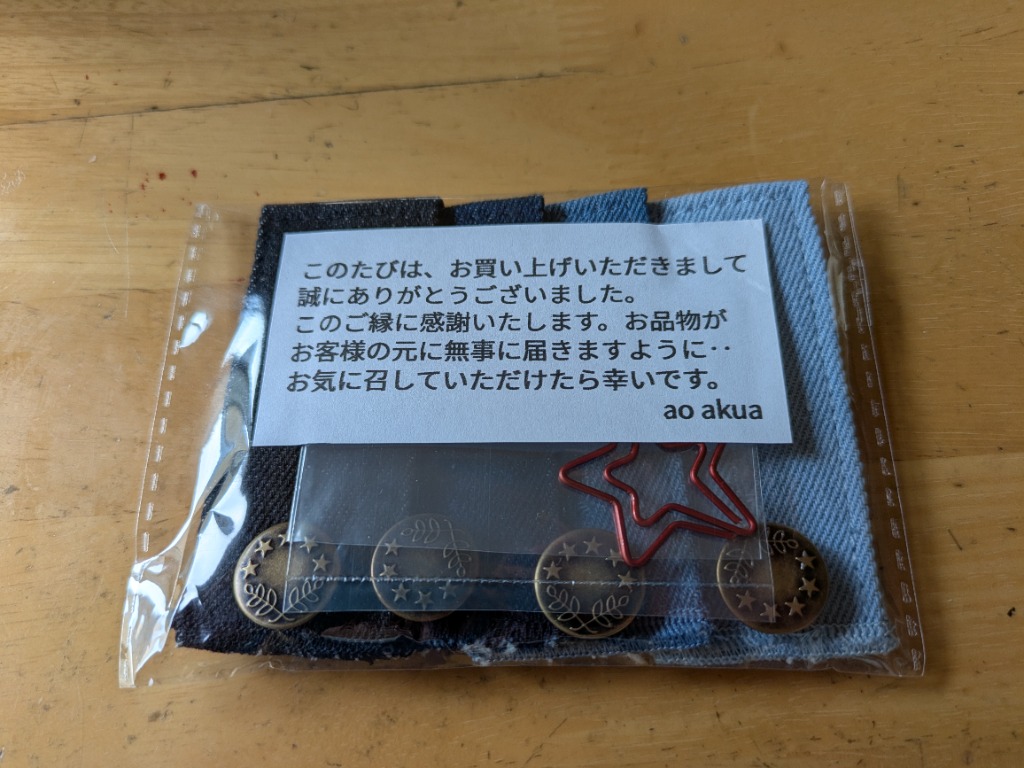 このたびは、お買い上げいただきまして
誠にありがとうございました。
このご縁に感謝いたします。お品物が
お客様の元に無事に届きますように‥
お気に召していただけたら幸いです。
ao akua